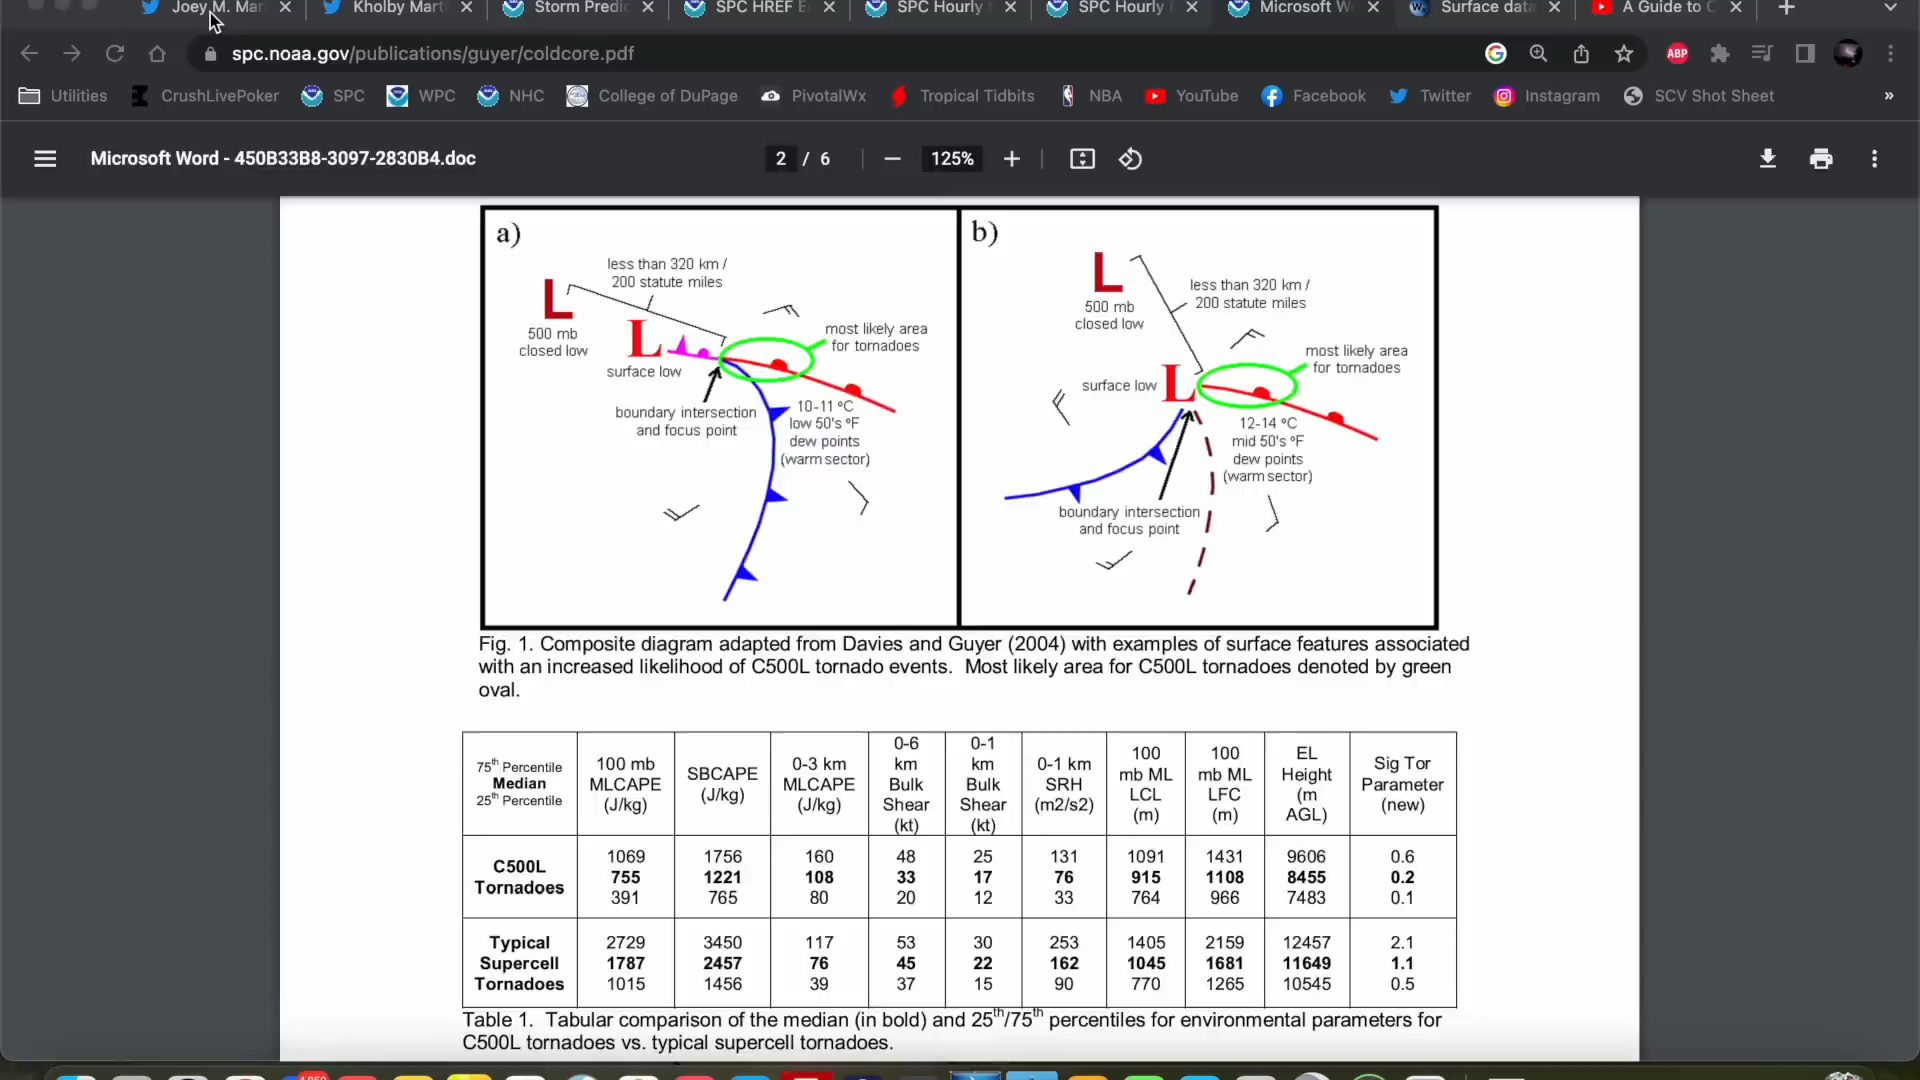 Joey M. Mar
Kholby Mart
Storm Predi
SPC HREF E
SPC Hourly
SPC Hourly
Microsoft W
Surface data
A Guide to C
spc.noaa.gov/publications/guyer/coldcore.pdf
ABP
Utilities CrushLivePoker SPC WPC NHC College of DuPage PivotalWx Tropical Tidbits NBA YouTube Facebook Twitter Instagram SCV Shot Sheet »
Microsoft Word - 450B33B8-3097-2830B4.doc 2 / 6 125%
a)
less than 320 km /
200 statute miles
L
500 mb
closed low
L
surface low
most likely area
for tornadoes
boundary intersection
and focus point
10-11 ºC
low 50's ºF
dew points
(warm sector)
b)
L
500 mb
closed low
less than 320 km /
200 statute miles
most likely area
for tornadoes
surface low L
12-14 ºC
mid 50's ºF
dew points
(warm sector)
boundary intersection
and focus point
Fig. 1. Composite diagram adapted from Davies and Guyer (2004) with examples of surface features associated
with an increased likelihood of C500L tornado events. Most likely area for C500L tornadoes denoted by green
oval.
75th Percentile
Median
25th Percentile
100 mb
MLCAPE
(J/kg)
SBCAPE
(J/kg)
0-3 km
MLCAPE
(J/kg)
0-6
km
Bulk
Shear
(kt)
0-1
km
Bulk
Shear
(kt)
0-1 km
SRH
(m2/s2)
100
mb ML
LCL
(m)
100
mb ML
LFC
(m)
EL
Height
(m
AGL)
Sig Tor
Parameter
(new)
C500L
Tornadoes
1069 1756 160 48 25 131 1091 1431 9606 0.6
755 1221 108 33 17 76 915 1108 8455 0.2
391 765 80 20 12 33 764 966 7483 0.1
Typical
Supercell
Tornadoes
2729 3450 117 53 30 253 1405 2159 12457 2.1
1787 2457 76 45 22 162 1045 1681 11649 1.1
1015 1456 39 37 15 90 770 1265 10545 0.5
Table 1. Tabular comparison of the median (in bold) and 25th/75th percentiles for environmental parameters for
C500L tornadoes vs. typical supercell tornadoes.